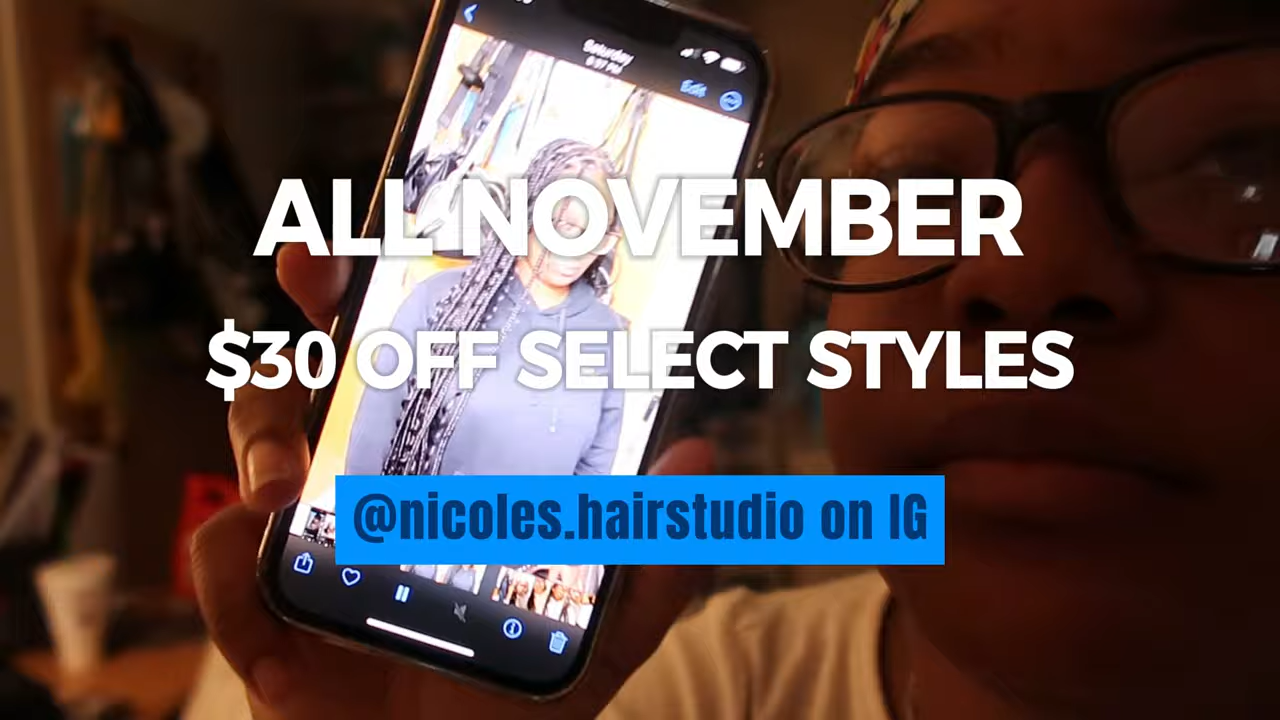 Saturday
Edit
ALL NOVEMBER
$30 OFF SELECT STYLES
@nicoles.hairstudio on IG